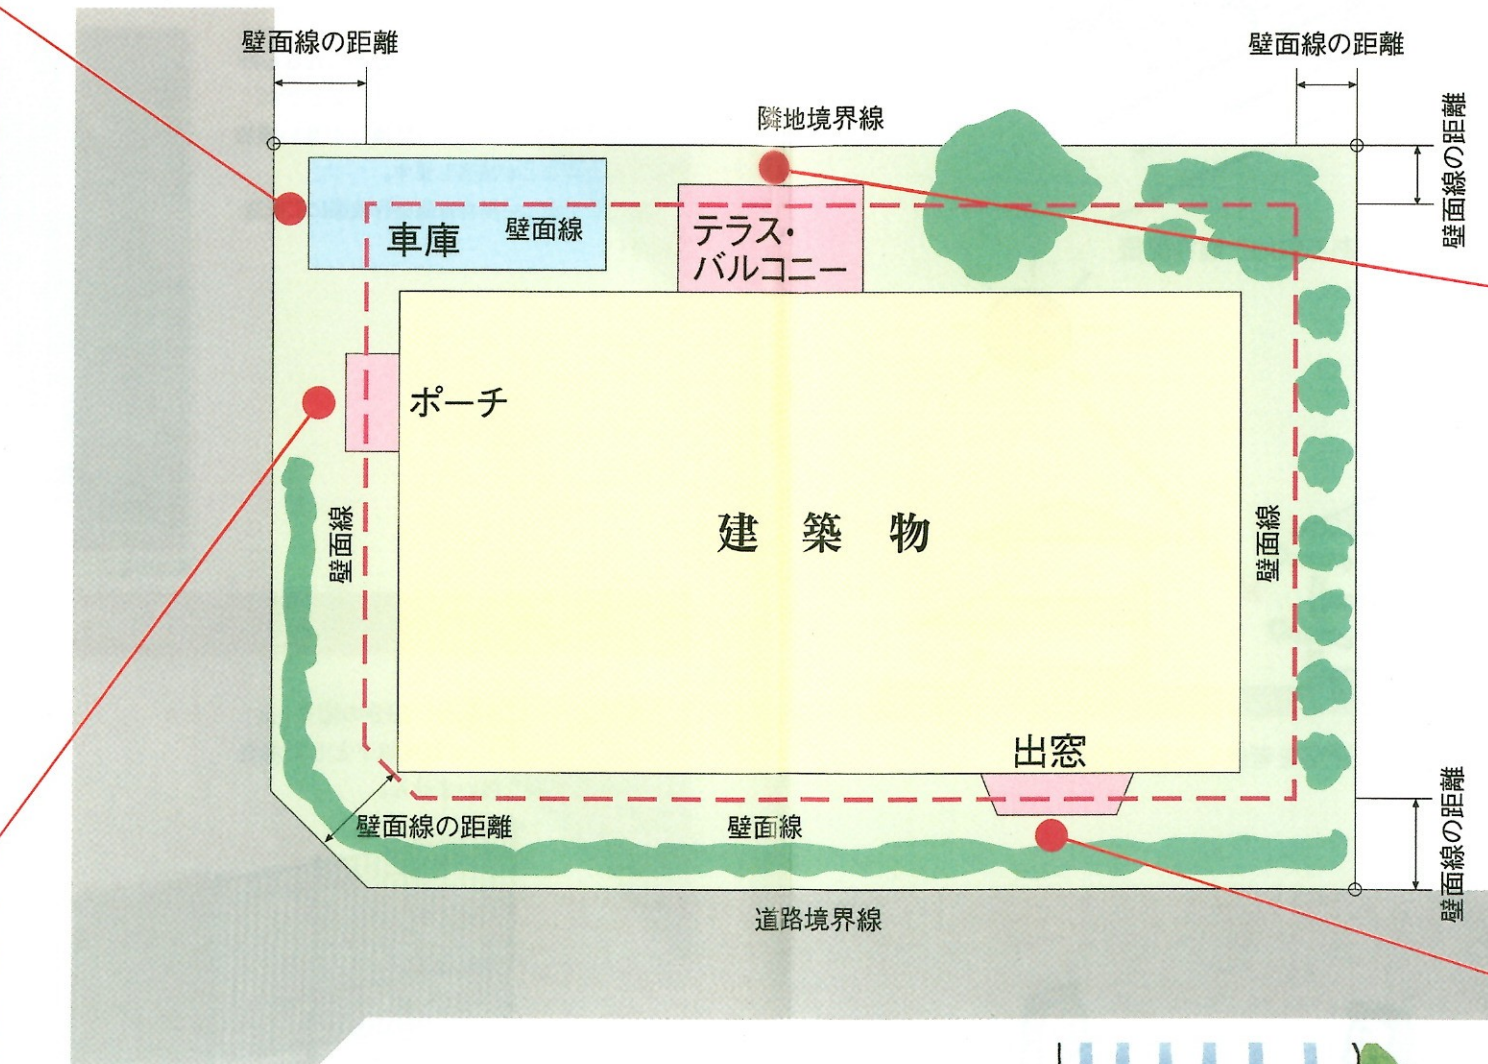 壁面線の距離
壁面線の距離
隣地境界線
壁面線の距離
車庫
壁面線
テラス・
バルコニー
ポーチ
壁面線
建築物
壁面線
出窓
壁面線の距離
壁面線
壁面線の距離
道路境界線